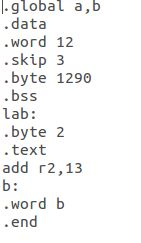 .global a,b
.data
.word 12
.skip 3
.byte 1290
.bss
lab:
.byte 2
.text
add r2,13
b:
.word b
.end